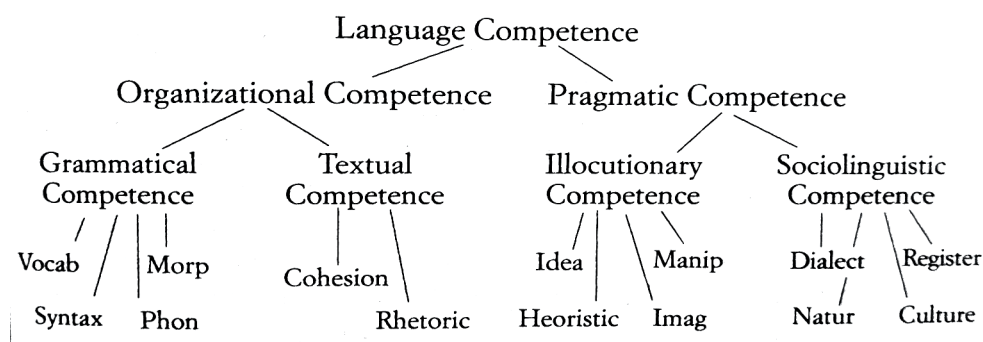 Language Competence
Organizational Competence
Pragmatic Competence
Grammatical
Competence
Textual
Competence
Illocutionary
Competence
Sociolinguistic
Competence
Vocab
Morp
Syntax
Phon
Cohesion
Rhetoric
Idea
Manip
Heoristic
Imag
Dialect
Register
Natur
Culture